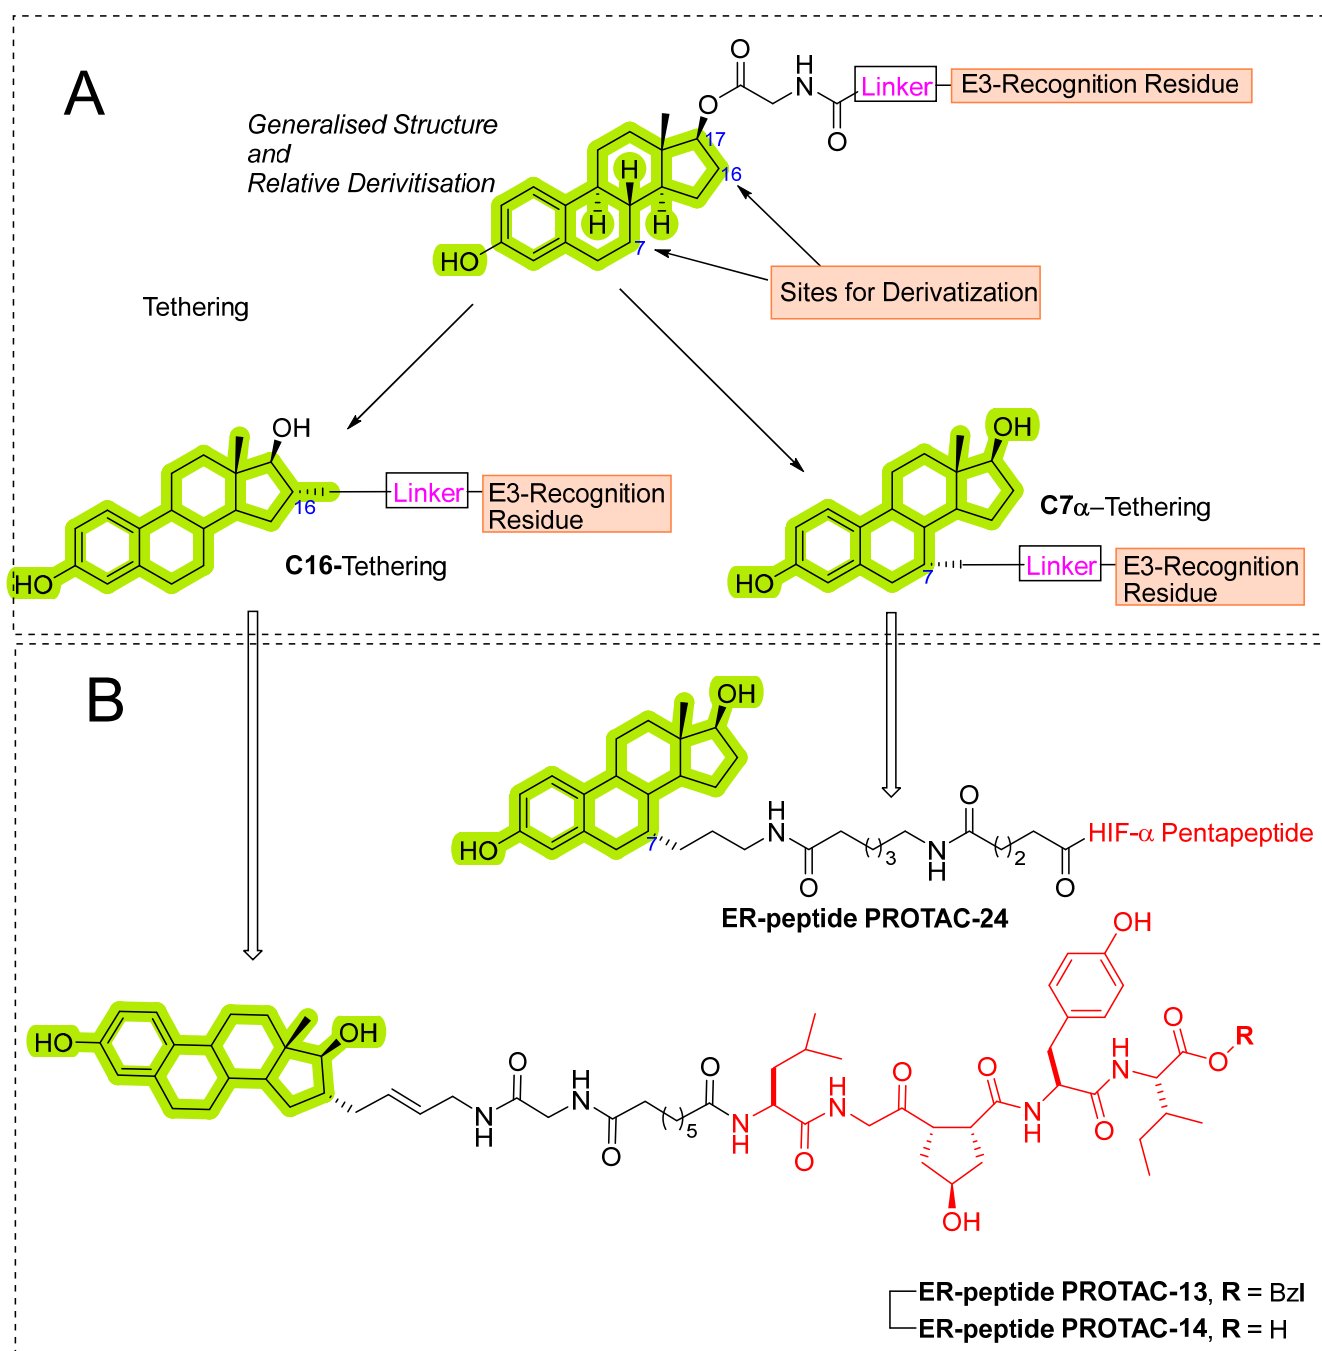 A
Generalised Structure
and
Relative Derivitisation
O
O
H
N
O
Linker
E3-Recognition Residue
17
16
H
H
H
7
HO
Sites for Derivatization
Tethering
OH
16
Linker
E3-Recognition
Residue
HO
C16-Tethering
OH
C7α–Tethering
HO
7
Linker
E3-Recognition
Residue
B
OH
HO
7
H
N
O
( )3
N
H
O
( )2
O
HIF-α Pentapeptide
ER-peptide PROTAC-24
HO
OH
N
H
O
H
N
O
( )5
O
N
H
O
H
N
O
OH
O
N
H
OH
O
H
N
O
O
R
ER-peptide PROTAC-13, R = Bzl
ER-peptide PROTAC-14, R = H